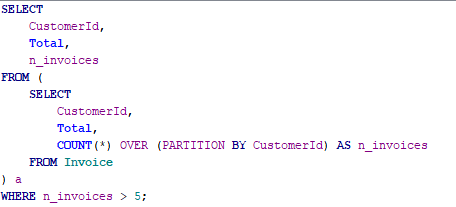 SELECT
    CustomerId,
    Total,
    n_invoices
FROM (
    SELECT
        CustomerId,
        Total,
        COUNT(*) OVER (PARTITION BY CustomerId) AS n_invoices
    FROM Invoice
) a
WHERE n_invoices > 5;